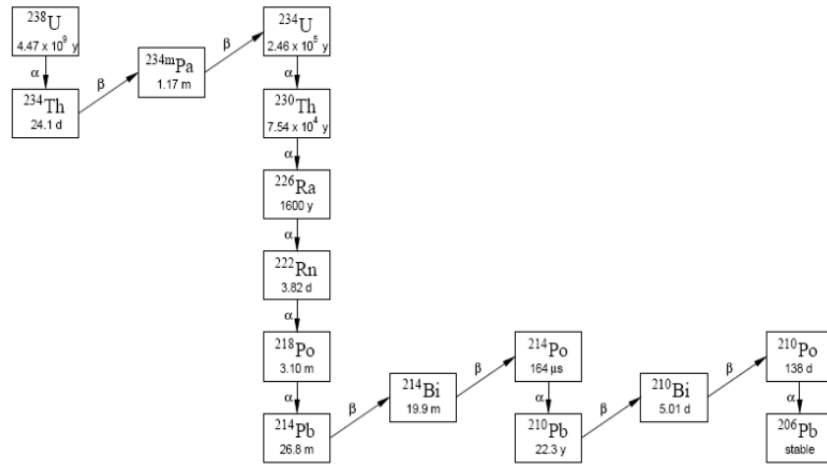 ²³⁸U
4.47 x 10⁹ y
α
²³⁴Th
24.1 d
β
²³⁴ᵐPa
1.17 m
β
²³⁴U
2.46 x 10⁵ y
α
²³⁰Th
7.54 x 10⁴ y
α
²²⁶Ra
1600 y
α
²²²Rn
3.82 d
α
²¹⁸Po
3.10 m
α
²¹⁴Pb
26.8 m
β
²¹⁴Bi
19.9 m
β
²¹⁴Po
164 µs
α
²¹⁰Pb
22.3 y
β
²¹⁰Bi
5.01 d
β
²¹⁰Po
138 d
α
²⁰⁶Pb
stable